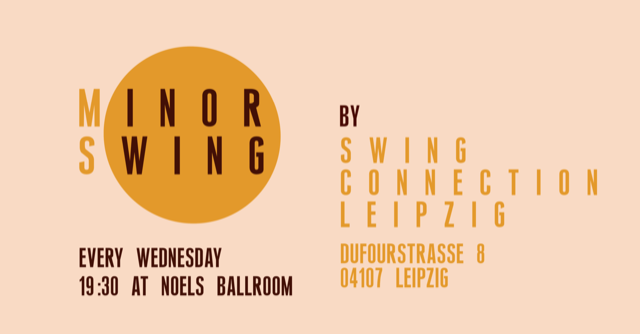 MINOR
SWING
EVERY WEDNESDAY
19:30 AT NOELS BALLROOM
BY
SWING
CONNECTION
LEIPZIG
DUFOURSTRASSE 8
04107 LEIPZIG